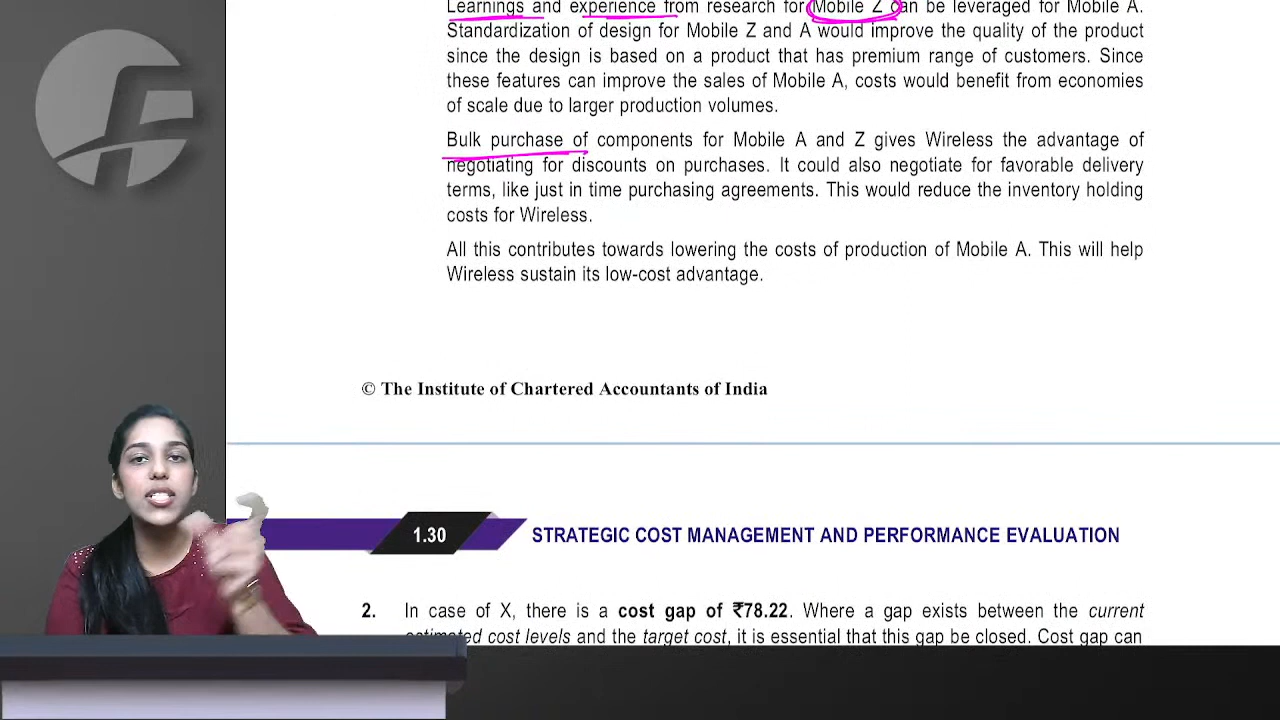 Learnings and experience from research for Mobile Z can be leveraged for Mobile A.
Standardization of design for Mobile Z and A would improve the quality of the product
since the design is based on a product that has premium range of customers. Since
these features can improve the sales of Mobile A, costs would benefit from economies
of scale due to larger production volumes.
Bulk purchase of components for Mobile A and Z gives Wireless the advantage of
negotiating for discounts on purchases. It could also negotiate for favorable delivery
terms, like just in time purchasing agreements. This would reduce the inventory holding
costs for Wireless.
All this contributes towards lowering the costs of production of Mobile A. This will help
Wireless sustain its low-cost advantage.
© The Institute of Chartered Accountants of India
1.30 STRATEGIC COST MANAGEMENT AND PERFORMANCE EVALUATION
2. In case of X, there is a cost gap of ₹78.22. Where a gap exists between the current
estimated cost levels and the target cost, it is essential that this gap be closed. Cost gap can